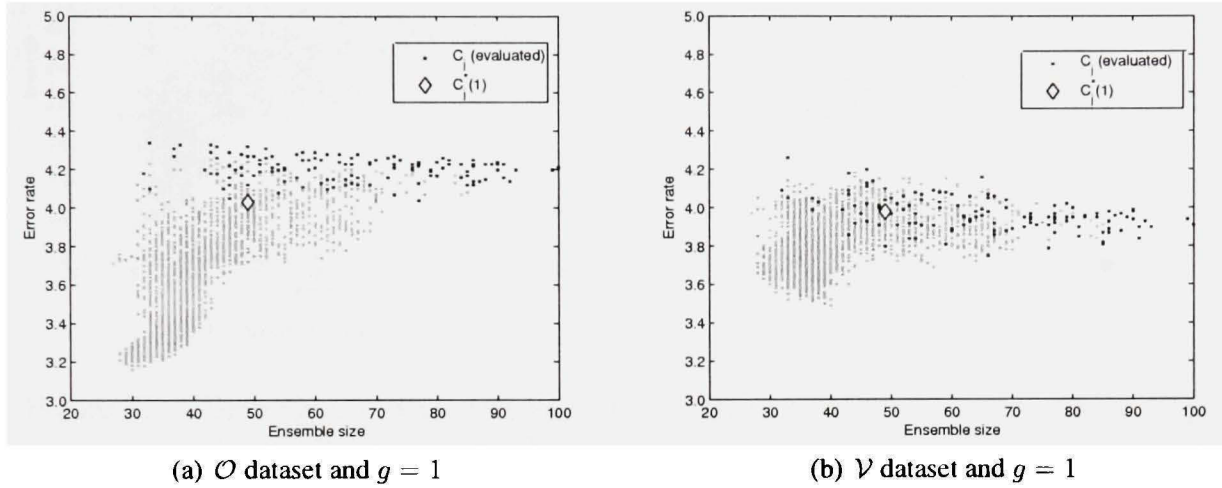 5.0
4.8
4.6
4.4
4.2
4.0
3.8
3.6
3.4
3.2
3.0
Error rate
20 30 40 50 60 70 80 90 100
Ensemble size
C_j (evaluated)
C*_j(1)
(a) O dataset and g = 1
5.0
4.8
4.6
4.4
4.2
4.0
3.8
3.6
3.4
3.2
3.0
Error rate
20 30 40 50 60 70 80 90 100
Ensemble size
C_j (evaluated)
C*_j(1)
(b) V dataset and g = 1